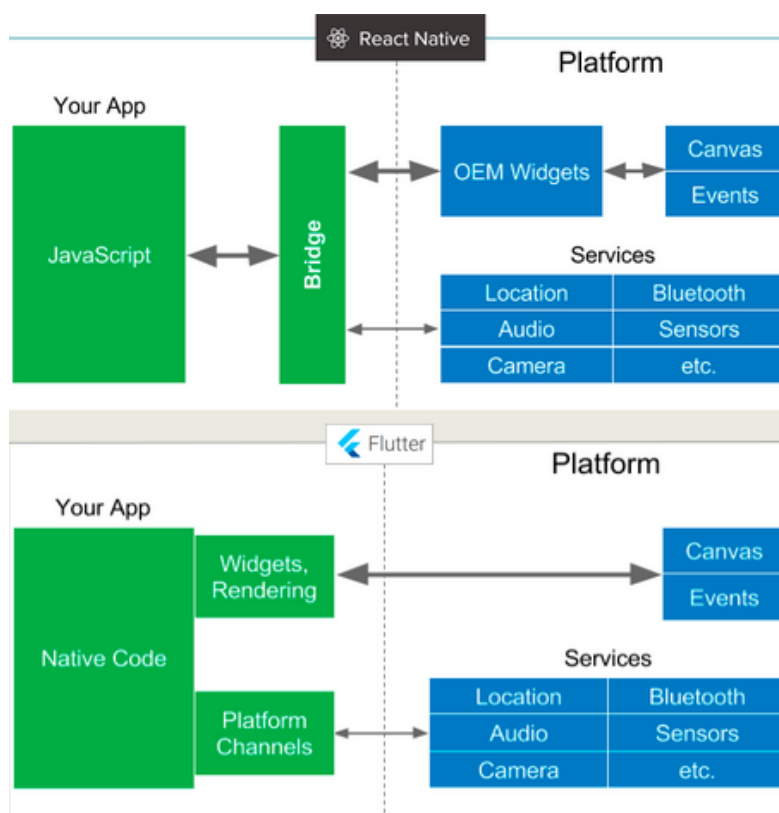 React Native
Platform
Your App
JavaScript
Bridge
OEM Widgets
Canvas
Events
Services
Location
Bluetooth
Audio
Sensors
Camera
etc.
Flutter
Platform
Your App
Native Code
Widgets,
Rendering
Platform
Channels
Canvas
Events
Services
Location
Bluetooth
Audio
Sensors
Camera
etc.